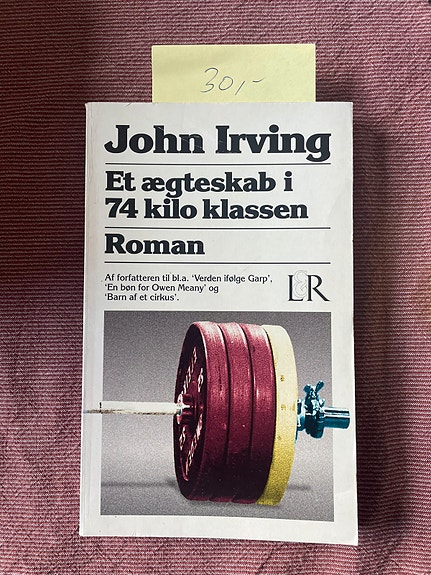 30,-
John Irving
Et ægteskab i
74 kilo klassen
Roman
Af forfatteren til bl.a. 'Verden ifølge Garp',
'En bøn for Owen Meany' og
'Barn af et cirkus'.
L&R